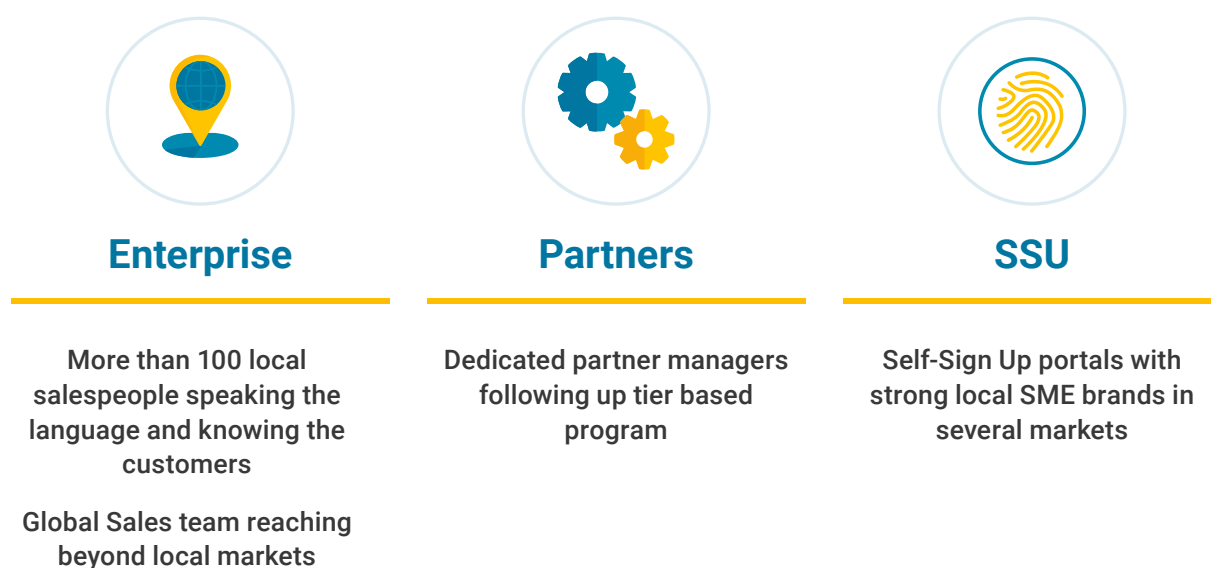 Enterprise
More than 100 local
salespeople speaking the
language and knowing the
customers
Global Sales team reaching
beyond local markets
Partners
Dedicated partner managers
following up tier based
program
SSU
Self-Sign Up portals with
strong local SME brands in
several markets